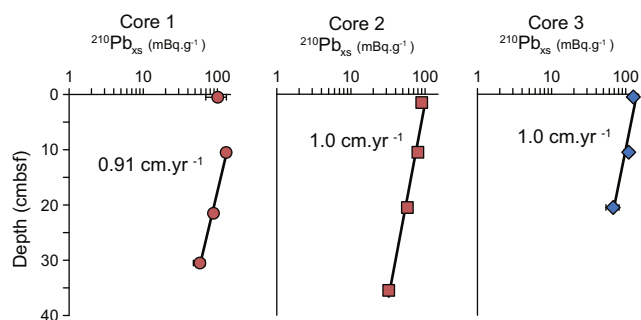 Core 1
²¹⁰Pbxs (mBq.g⁻¹)
1 10 100
Core 2
²¹⁰Pbxs (mBq.g⁻¹)
1 10 100
Core 3
²¹⁰Pbxs (mBq.g⁻¹)
1 10 100
Depth (cmbsf)
0
10
20
30
40
0.91 cm.yr ⁻¹
1.0 cm.yr ⁻¹
1.0 cm.yr ⁻¹